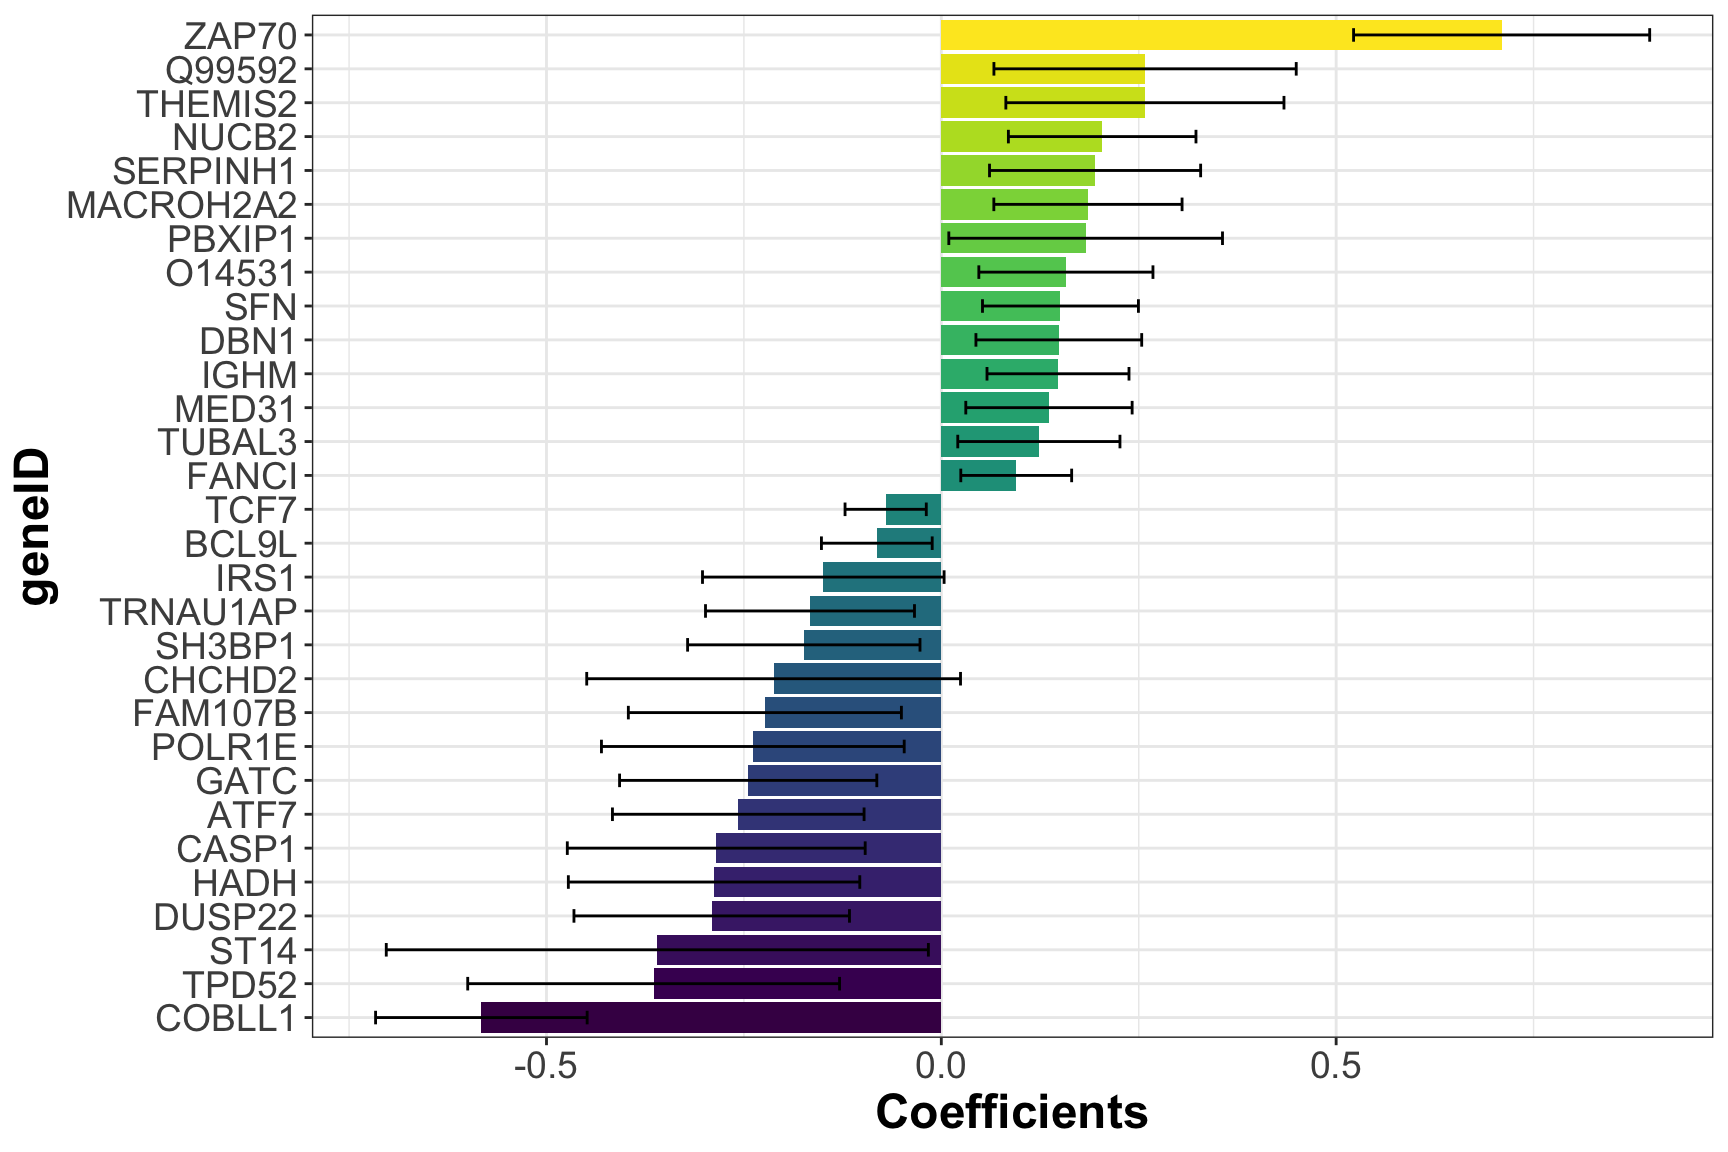 geneID
ZAP70
Q99592
THEMIS2
NUCB2
SERPINH1
MACROH2A2
PBXIP1
O14531
SFN
DBN1
IGHM
MED31
TUBAL3
FANCI
TCF7
BCL9L
IRS1
TRNAU1AP
SH3BP1
CHCHD2
FAM107B
POLR1E
GATC
ATF7
CASP1
HADH
DUSP22
ST14
TPD52
COBLL1
-0.5 0.0 0.5
Coefficients